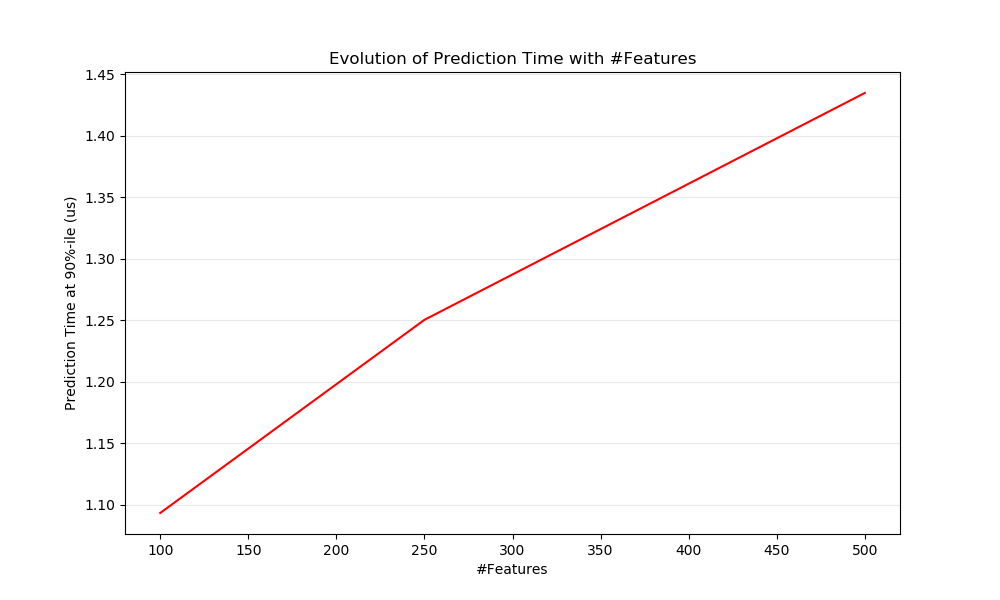 Evolution of Prediction Time with #Features
Prediction Time at 90%-ile (us)
1.45
1.40
1.35
1.30
1.25
1.20
1.15
1.10
100 150 200 250 300 350 400 450 500
#Features